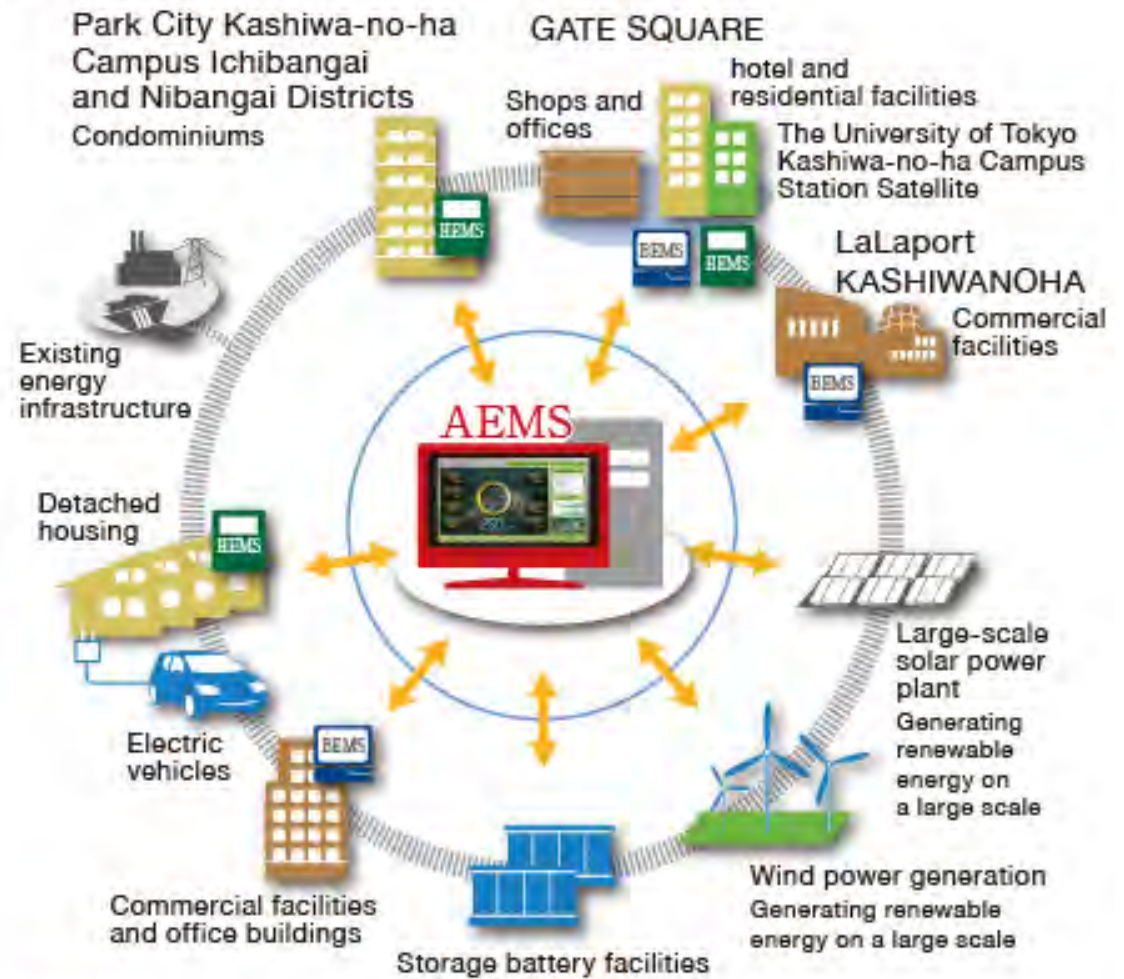 Park City Kashiwa-no-ha
Campus Ichibangai
and Nibangai Districts
Condominiums
GATE SQUARE
Shops and
offices
hotel and
residential facilities
The University of Tokyo
Kashiwa-no-ha Campus
Station Satellite
HEMS
BEMS
HEMS
LaLaport
KASHIWANOHA
Commercial
facilities
BEMS
Existing
energy
infrastructure
AEMS
Detached
housing
HEMS
Large-scale
solar power
plant
Generating
renewable
energy on
a large scale
Electric
vehicles
BEMS
Wind power generation
Generating renewable
energy on a large scale
Commercial facilities
and office buildings
Storage battery facilities